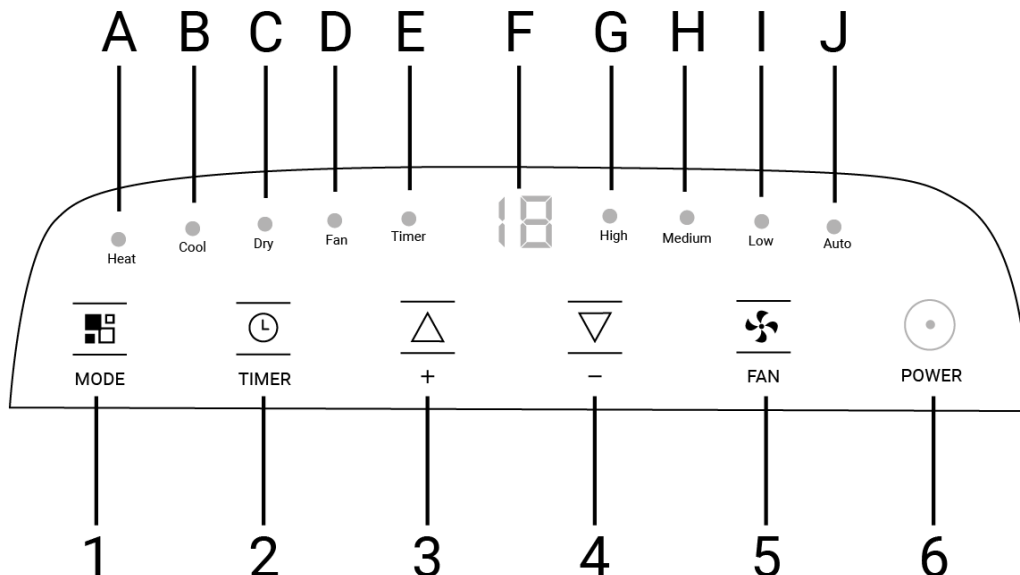 A B C D E F G H I J
Heat Cool Dry Fan Timer 18 High Medium Low Auto
MODE TIMER + − FAN POWER
1 2 3 4 5 6